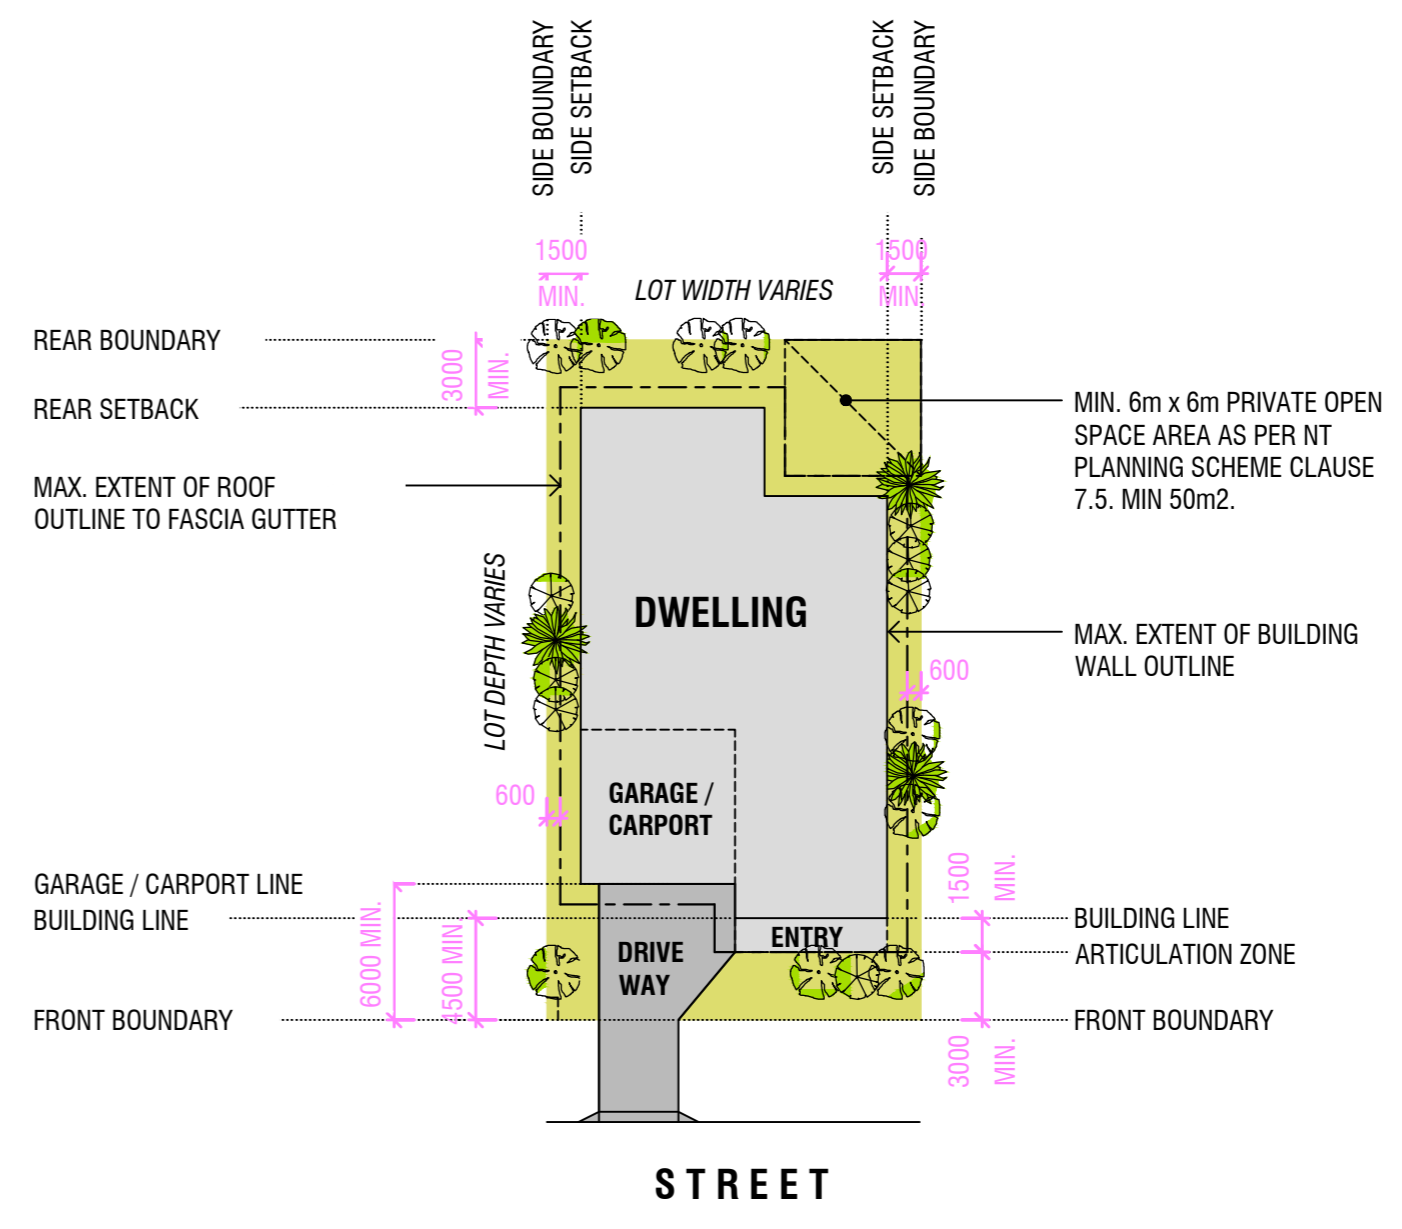 SIDE BOUNDARY
SIDE SETBACK
SIDE SETBACK
SIDE BOUNDARY
1500
MIN.
LOT WIDTH VARIES
1500
MIN.
REAR BOUNDARY
3000
MIN.
REAR SETBACK
MIN. 6m x 6m PRIVATE OPEN
SPACE AREA AS PER NT
PLANNING SCHEME CLAUSE
7.5. MIN 50m2.
MAX. EXTENT OF ROOF
OUTLINE TO FASCIA GUTTER
LOT DEPTH VARIES
DWELLING
MAX. EXTENT OF BUILDING
WALL OUTLINE
600
600
GARAGE /
CARPORT
GARAGE / CARPORT LINE
BUILDING LINE
6000 MIN.
4500 MIN.
1500
MIN.
BUILDING LINE
ENTRY
ARTICULATION ZONE
DRIVE
WAY
FRONT BOUNDARY
FRONT BOUNDARY
3000
MIN.
STREET